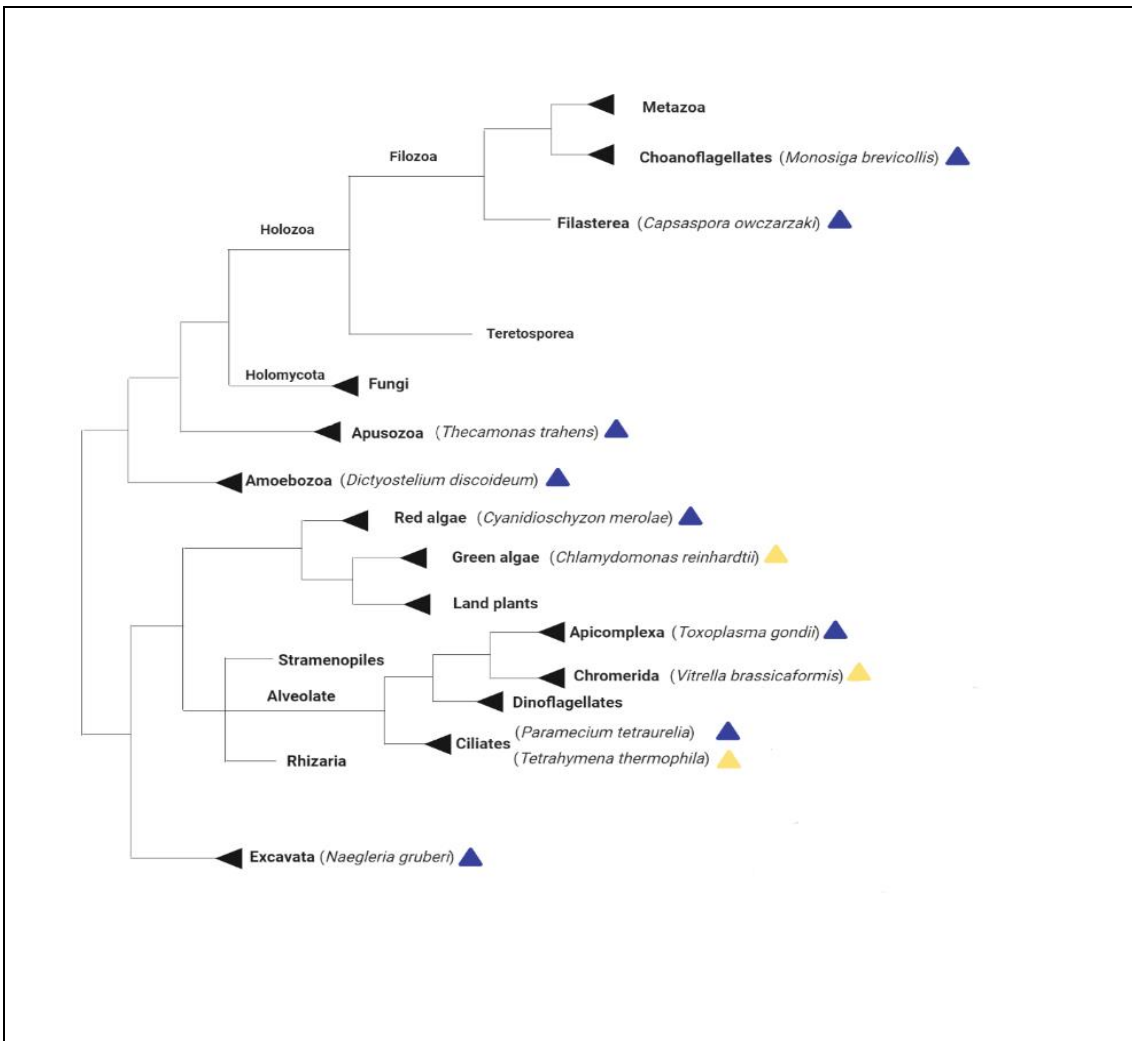 Metazoa
Choanoflagellates (Monosiga brevicollis)
Filozoa
Filasterea (Capsaspora owczarzaki)
Holozoa
Teretosporea
Holomycota
Fungi
Apusozoa (Thecamonas trahens)
Amoebozoa (Dictyostelium discoideum)
Red algae (Cyanidioschyzon merolae)
Green algae (Chlamydomonas reinhardtii)
Land plants
Apicomplexa (Toxoplasma gondii)
Stramenopiles
Chromerida (Vitrella brassicaformis)
Alveolate
Dinoflagellates
Ciliates (Paramecium tetraurelia)
(Tetrahymena thermophila)
Rhizaria
Excavata (Naegleria gruberi)